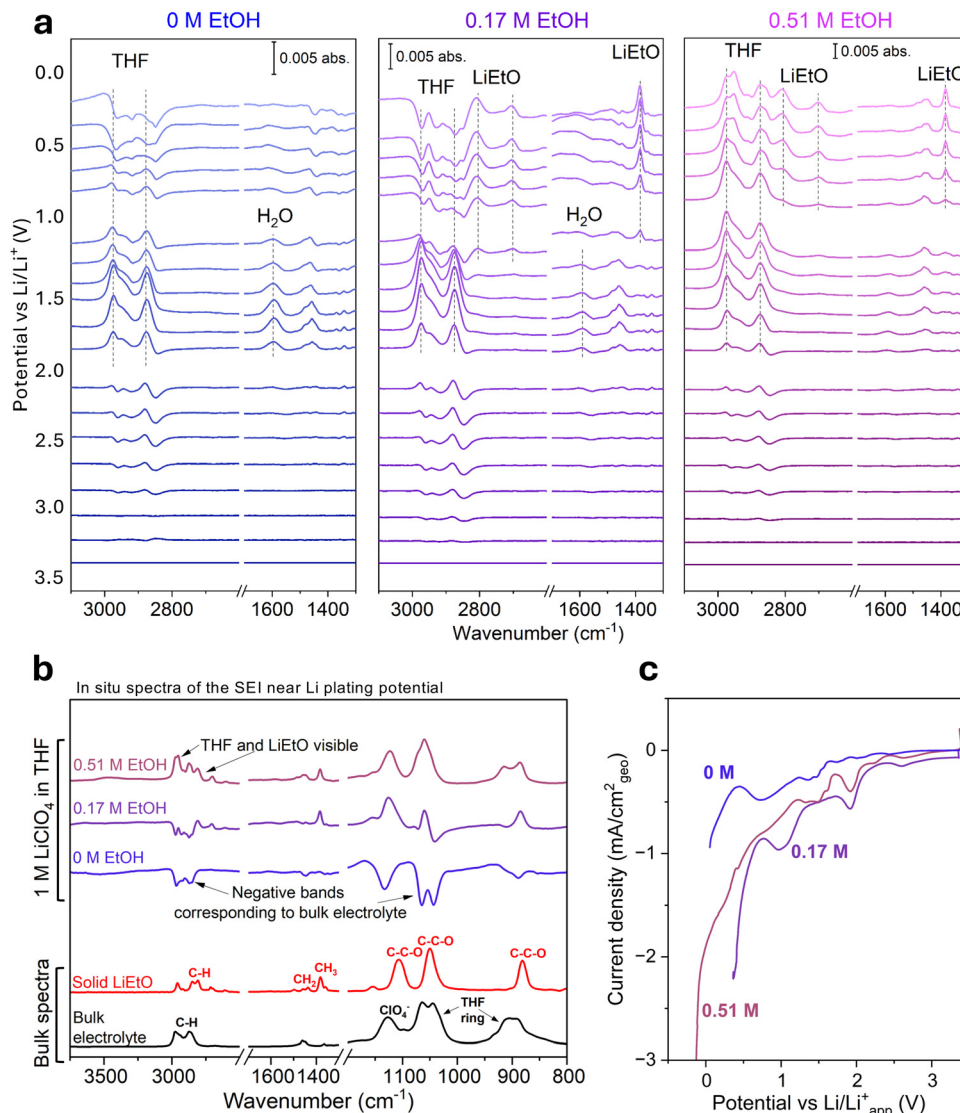 a
0 M EtOH
0.17 M EtOH
0.51 M EtOH
0.005 abs.
0.005 abs.
0.005 abs.
THF
THF
LiEtO
LiEtO
THF
LiEtO
LiEtO
H₂O
H₂O
Potential vs Li/Li⁺ (V)
0.0
0.5
1.0
1.5
2.0
2.5
3.0
3.5
3000 2800 1600 1400
3000 2800 1600 1400
3000 2800 1600 1400
Wavenumber (cm⁻¹)
b
In situ spectra of the SEI near Li plating potential
1 M LiClO₄ in THF
Bulk spectra
THF and LiEtO visible
0.51 M EtOH
0.17 M EtOH
0 M EtOH
Negative bands
corresponding to bulk electrolyte
Solid LiEtO
C-H
CH₂
CH₃
C-C-O
C-C-O
C-C-O
Bulk
electrolyte
C-H
ClO₄⁻
THF
ring
3750 3500 3000 1600 1400 1100 1000 900 800
Wavenumber (cm⁻¹)
c
Current density (mA/cm²geo)
0
−1
−2
−3
0 M
0.17 M
0.51 M
0 1 2 3
Potential vs Li/Li⁺app (V)